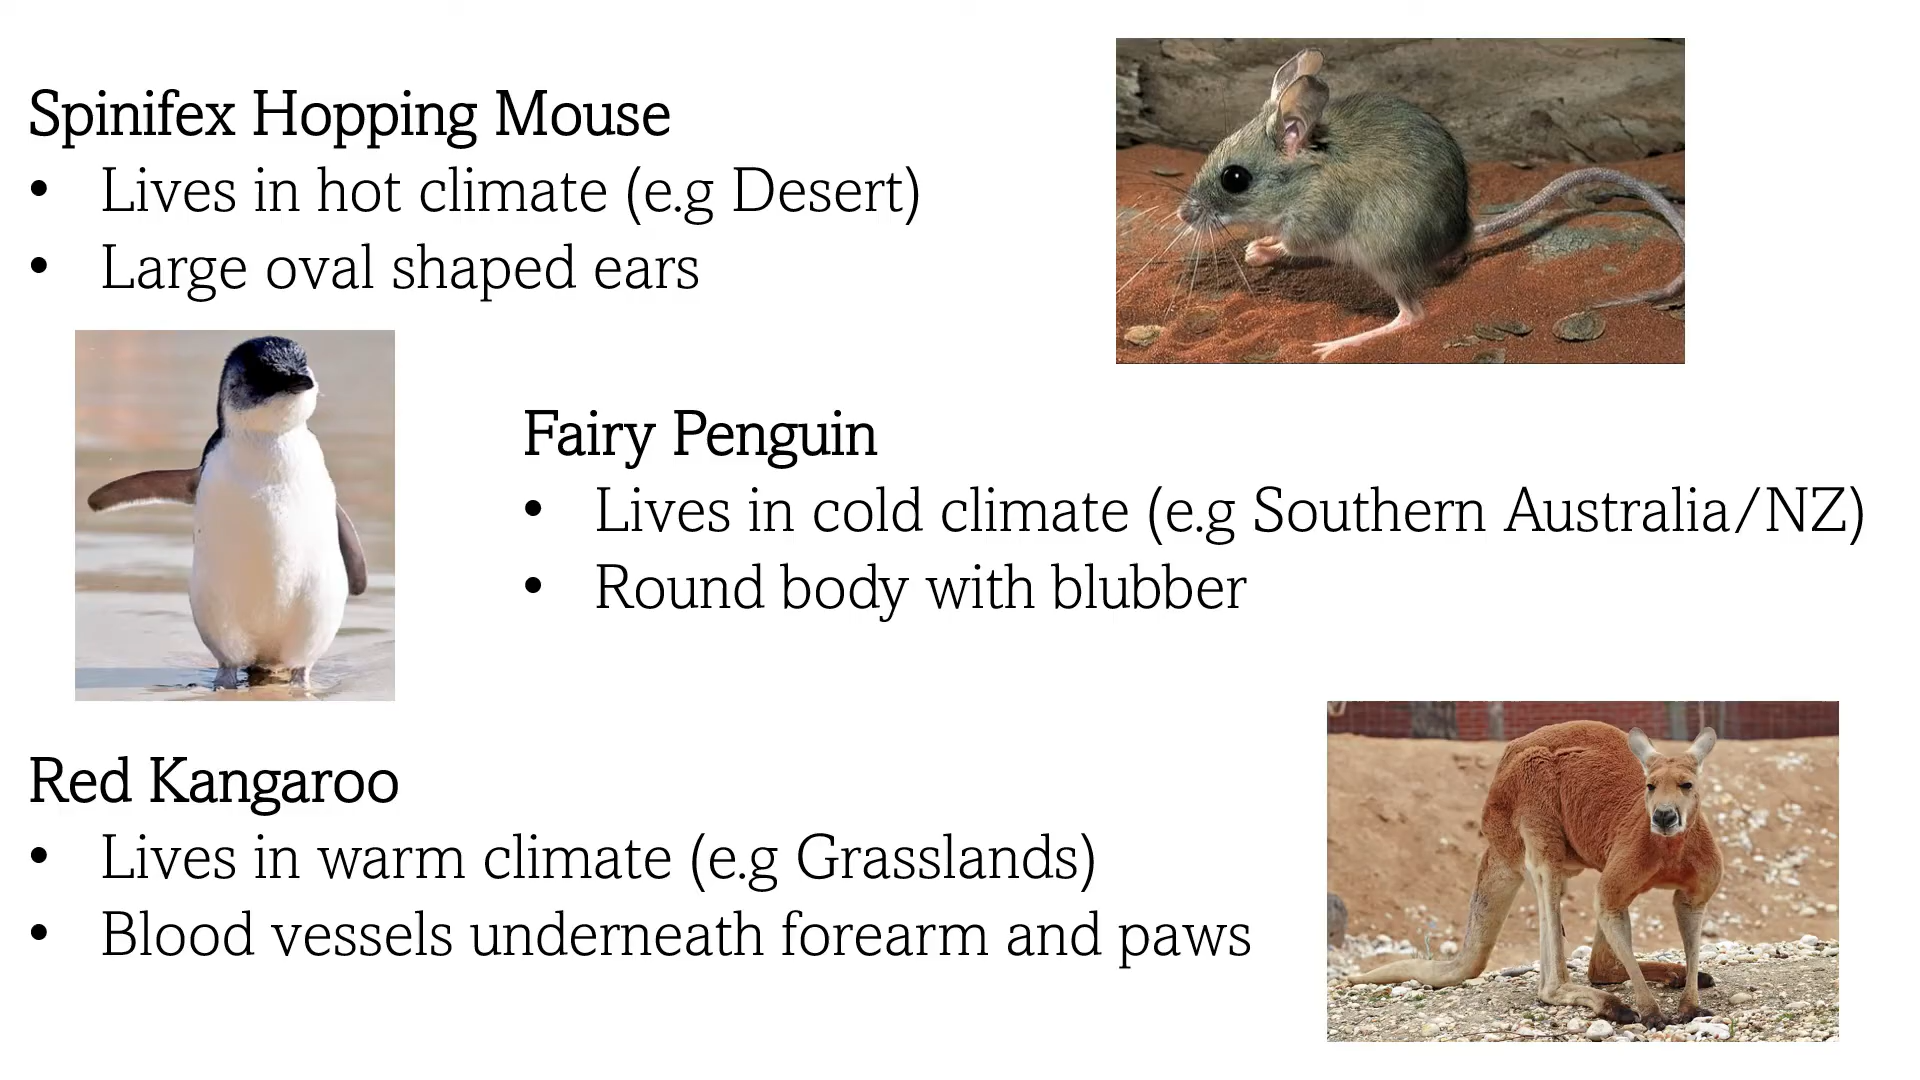 Spinifex Hopping Mouse
• Lives in hot climate (e.g Desert)
• Large oval shaped ears
Fairy Penguin
• Lives in cold climate (e.g Southern Australia/NZ)
• Round body with blubber
Red Kangaroo
• Lives in warm climate (e.g Grasslands)
• Blood vessels underneath forearm and paws